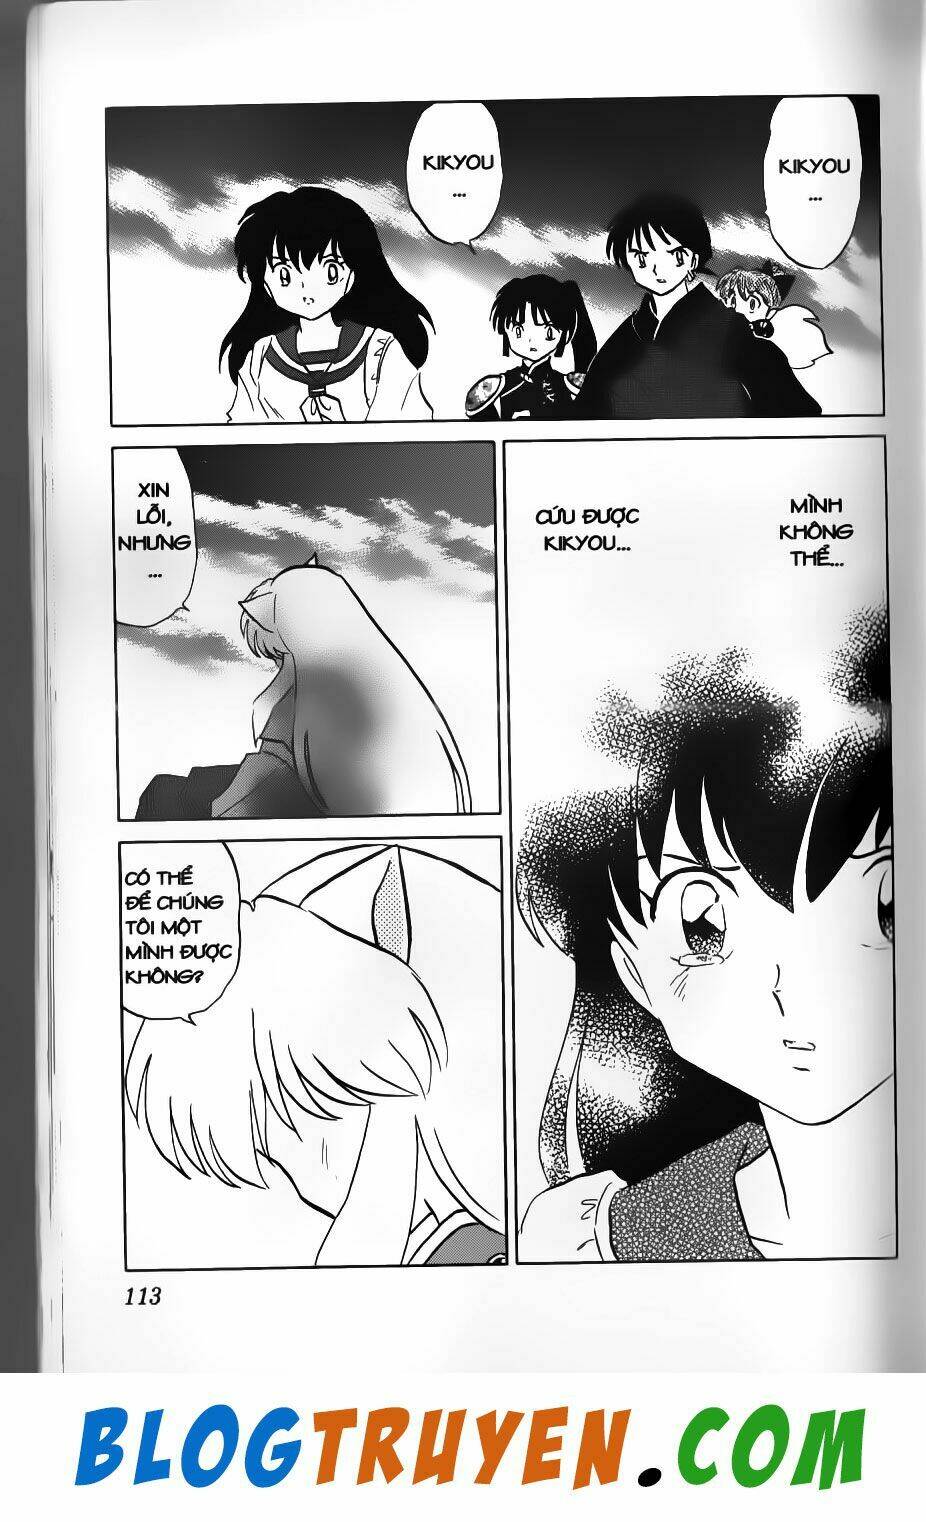 KIKYOU
...
KIKYOU
...
MÌNH
KHÔNG
THỂ...
CỨU ĐƯỢC
KIKYOU...
XIN
LỖI,
NHƯNG
...
CÓ THỂ
ĐỂ CHÚNG
TÔI MỘT
MÌNH ĐƯỢC
KHÔNG?
113
BLOGTRUYEN.COM